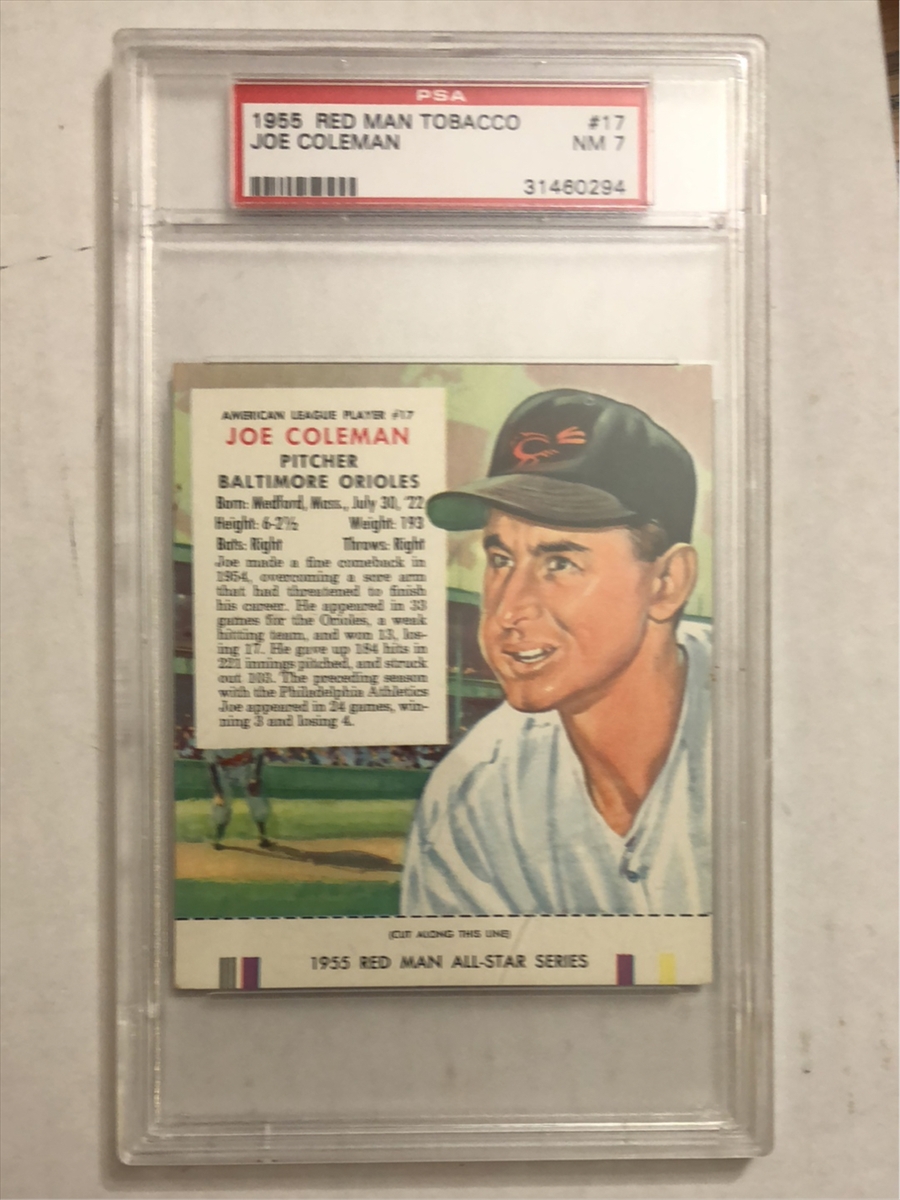 PSA
1955 RED MAN TOBACCO #17
JOE COLEMAN NM 7
31460294
AMERICAN LEAGUE PLAYER #17
JOE COLEMAN
PITCHER
BALTIMORE ORIOLES
Born: Medford, Mass., July 30, '22
Height: 6-2½ Weight: 193
Bats: Right Throws: Right
Joe made a fine comeback in
1954, overcoming a sore arm
that had threatened to finish
his career. He appeared in 33
games for the Orioles, a weak
hitting team, and won 13, los-
ing 17. He gave up 184 hits in
221 innings pitched, and struck
out 103. The preceding season
with the Philadelphia Athletics
Joe appeared in 24 games, win-
ning 3 and losing 4.
(CUT ALONG THIS LINE)
1955 RED MAN ALL-STAR SERIES